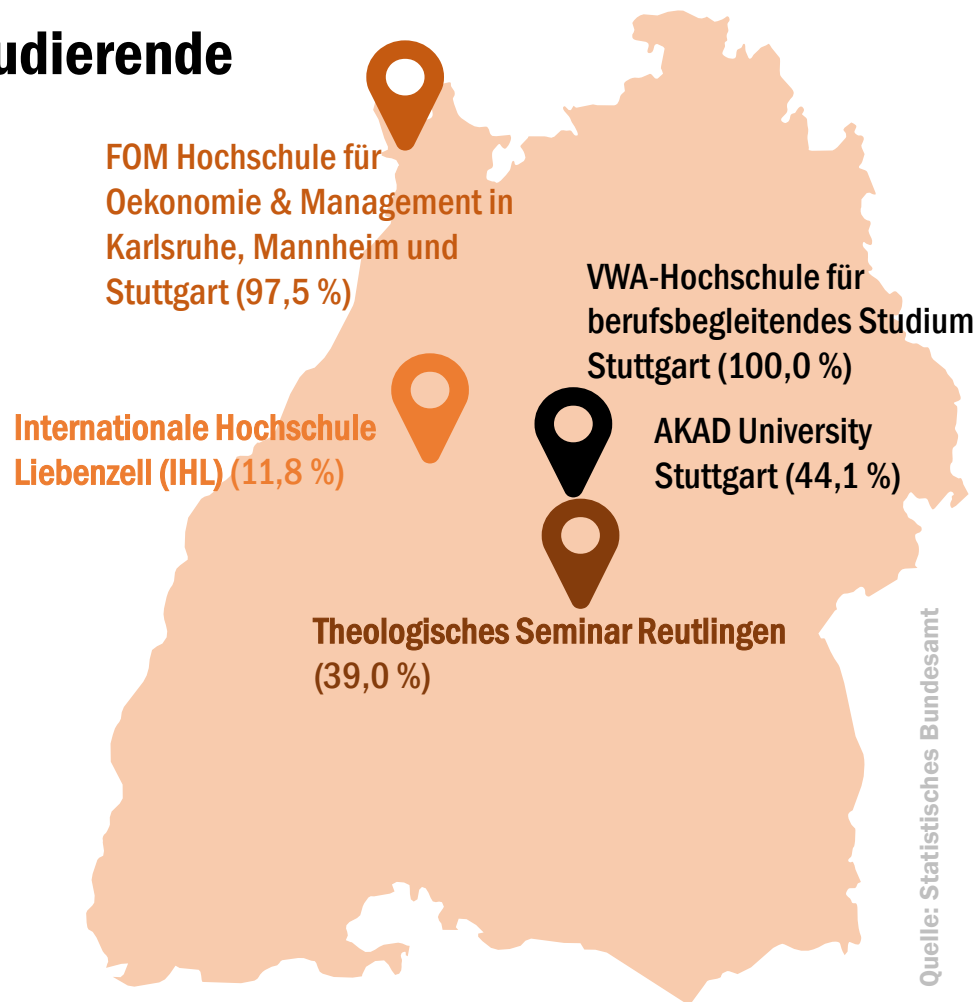 udierende
FOM Hochschule für
Oekonomie & Management in
Karlsruhe, Mannheim und
Stuttgart (97,5 %)
VWA-Hochschule für
berufsbegleitendes Studium
Stuttgart (100,0 %)
AKAD University
Stuttgart (44,1 %)
Internationale Hochschule
Liebenzell (IHL) (11,8 %)
Theologisches Seminar Reutlingen
(39,0 %)
Quelle: Statistisches Bundesamt